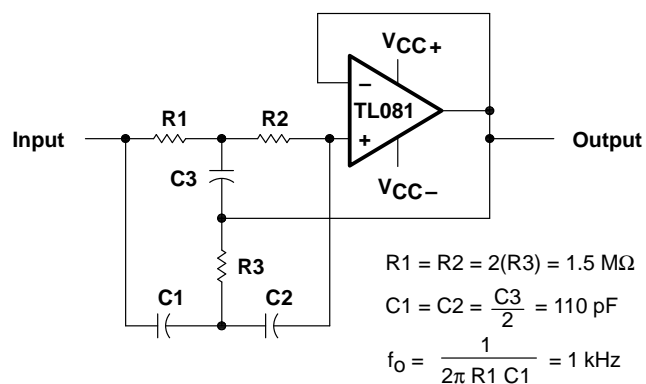 VCC+
−
TL081
+
VCC−
R1
R2
Input
Output
C3
R3
C1
C2
R1 = R2 = 2(R3) = 1.5 MΩ
C1 = C2 = C3/2 = 110 pF
fo = 1/2π R1 C1 = 1 kHz